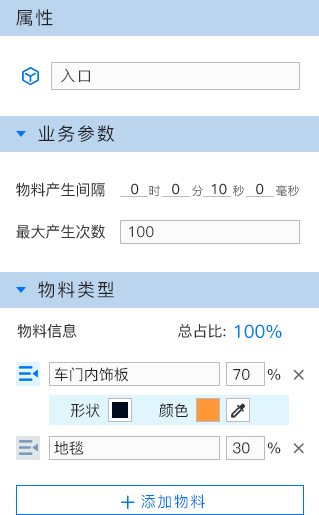 属性
入口
业务参数
物料产生间隔 0 时 0 分 10 秒 0 毫秒
最大产生次数 100
物料类型
物料信息 总占比: 100%
车门内饰板 70 %
形状 颜色
地毯 30 %
添加物料